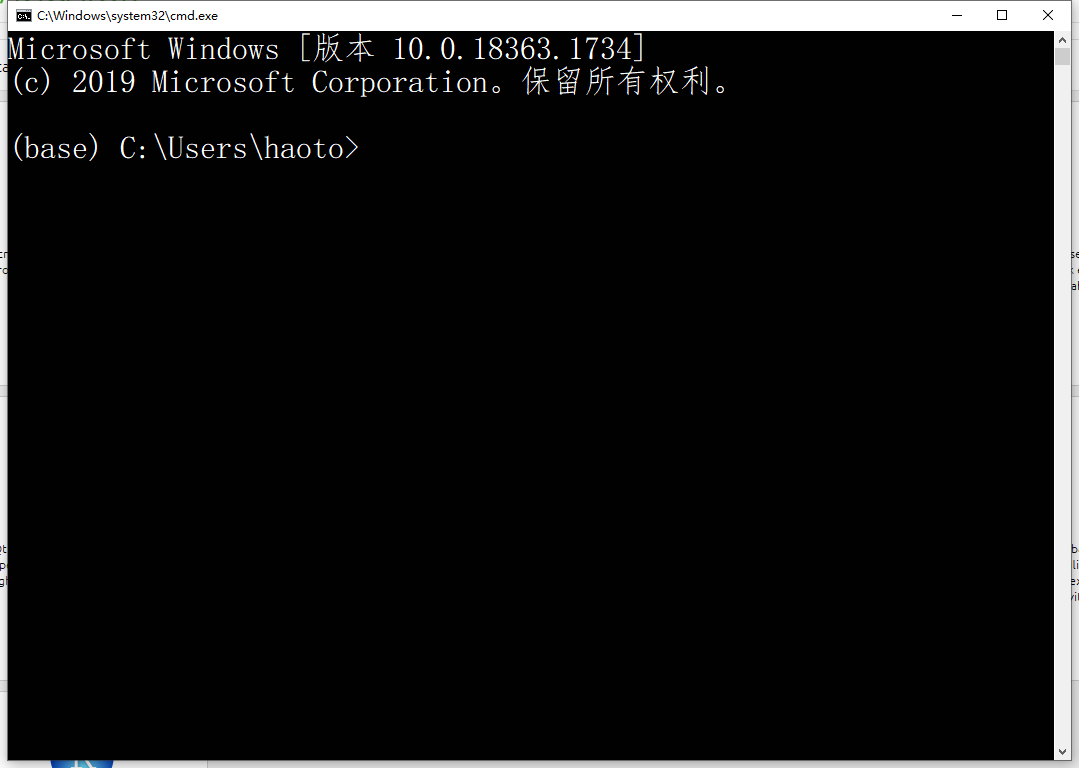 C:\Windows\system32\cmd.exe
Microsoft Windows [版本 10.0.18363.1734]
(c) 2019 Microsoft Corporation。保留所有权利。
(base) C:\Users\haoto>